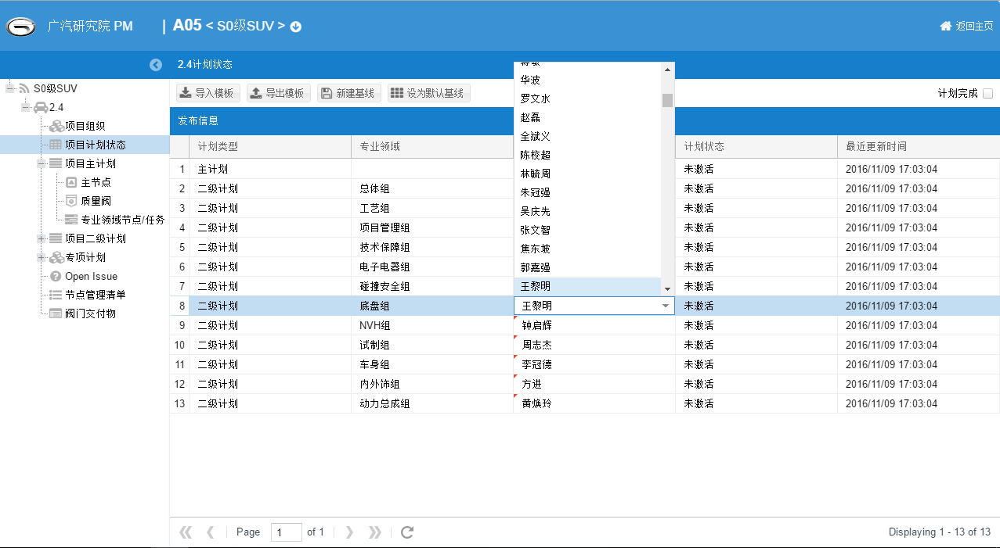 广汽研究院 PM | A05 < S0级SUV > 返回主页
2.4计划状态
S0级SUV
2.4
项目组织
项目计划状态
项目主计划
主节点
质量阀
专业领域节点/任务
项目二级计划
专项计划
Open Issue
节点管理清单
阀门交付物
导入模板 导出模板 新建基线 设为默认基线 计划完成
发布信息
计划类型 专业领域 计划状态 最近更新时间
1 主计划 未激活 2016/11/09 17:03:04
2 二级计划 总体组 未激活 2016/11/09 17:03:04
3 二级计划 工艺组 未激活 2016/11/09 17:03:04
4 二级计划 项目管理组 未激活 2016/11/09 17:03:04
5 二级计划 技术保障组 未激活 2016/11/09 17:03:04
6 二级计划 电子电器组 未激活 2016/11/09 17:03:04
7 二级计划 碰撞安全组 未激活 2016/11/09 17:03:04
8 二级计划 底盘组 王黎明 未激活 2016/11/09 17:03:04
9 二级计划 NVH组 钟启辉 未激活 2016/11/09 17:03:04
10 二级计划 试制组 周志杰 未激活 2016/11/09 17:03:04
11 二级计划 车身组 李冠德 未激活 2016/11/09 17:03:04
12 二级计划 内外饰组 方进 未激活 2016/11/09 17:03:04
13 二级计划 动力总成组 黄焕玲 未激活 2016/11/09 17:03:04
华波
罗文水
赵磊
全斌义
陈桉超
林毓周
朱冠强
吴庆先
张文智
焦东坡
郭嘉强
王黎明
Page 1 of 1 Displaying 1 - 13 of 13